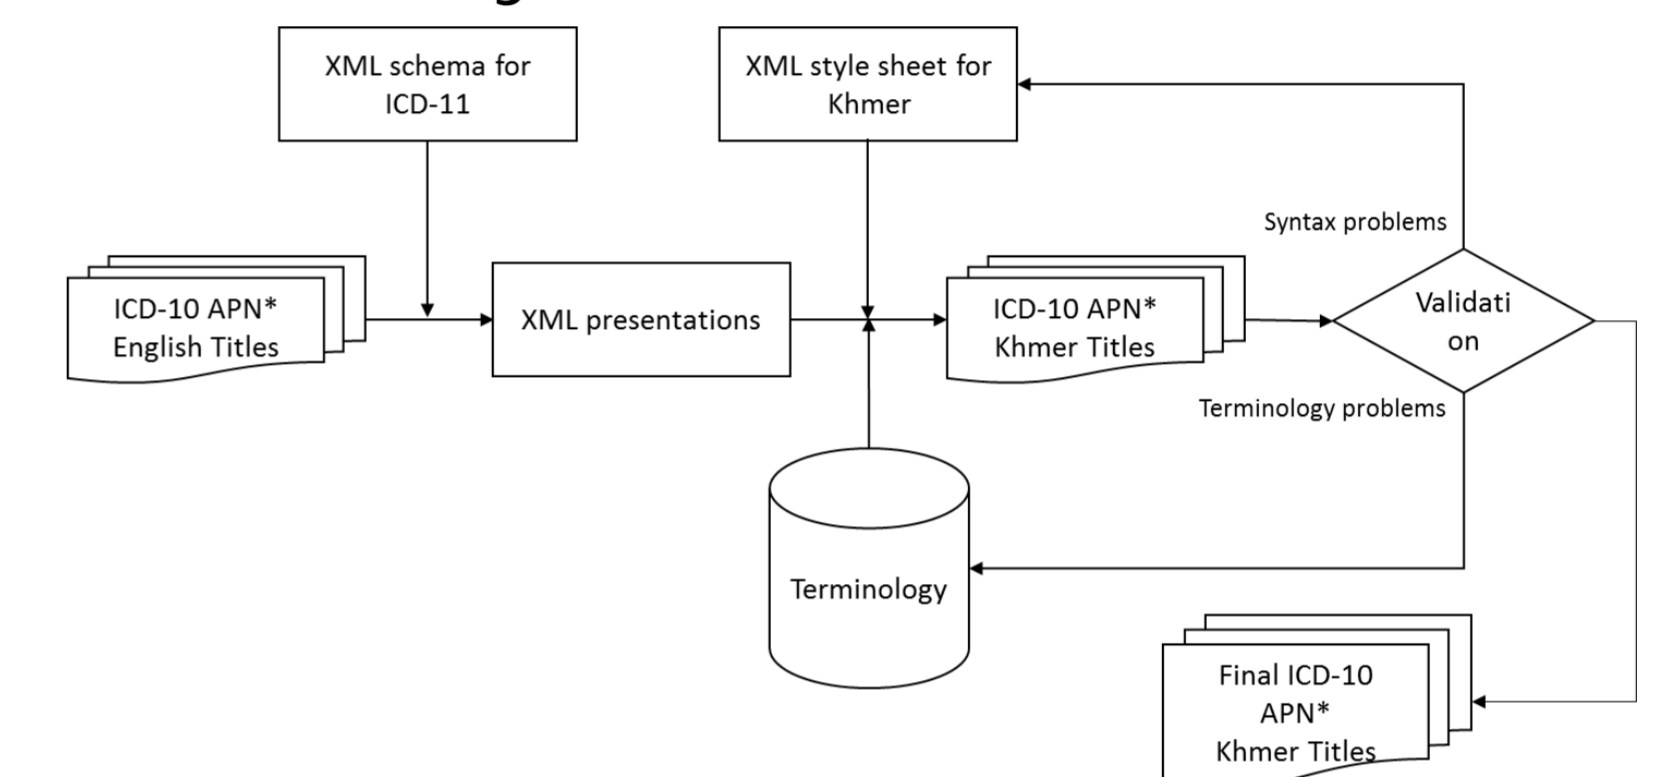 XML schema for
ICD-11
XML style sheet for
Khmer
Syntax problems
ICD-10 APN*
English Titles
XML presentations
ICD-10 APN*
Khmer Titles
Validati
on
Terminology problems
Terminology
Final ICD-10
APN*
Khmer Titles